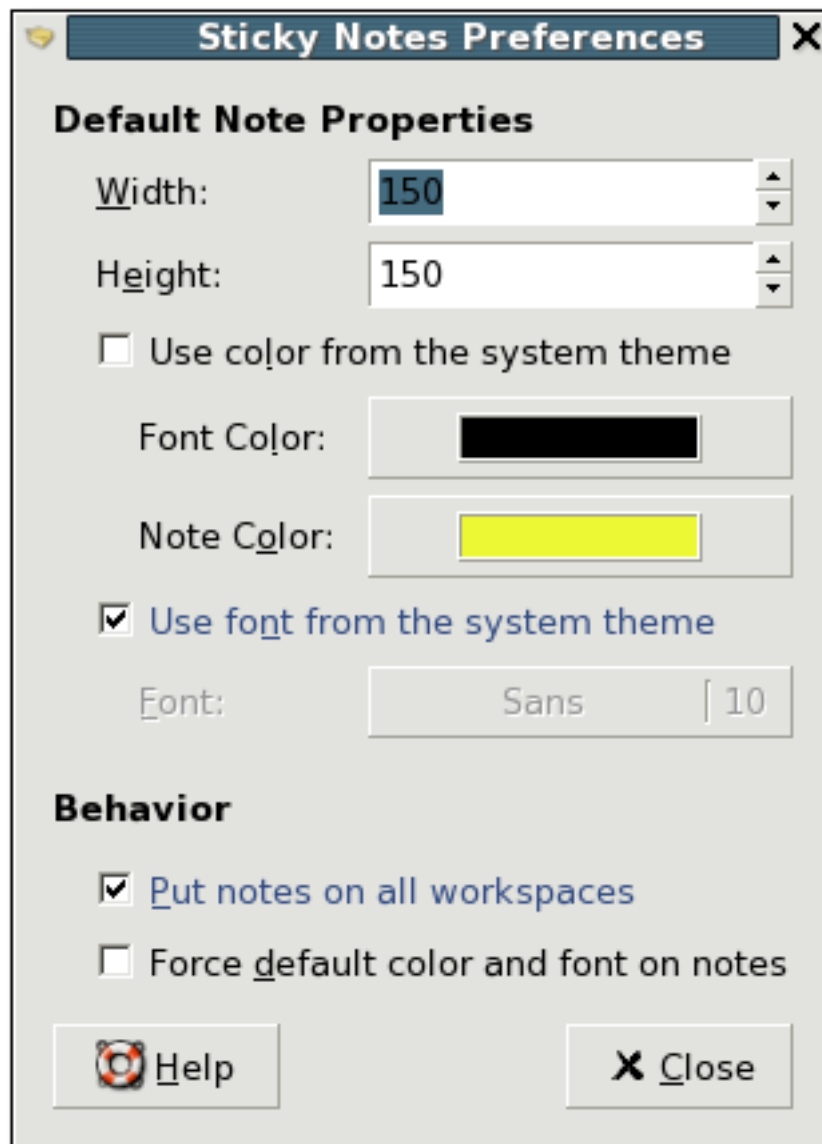 Sticky Notes Preferences
Default Note Properties
Width: 150
Height: 150
Use color from the system theme
Font Color:
Note Color:
Use font from the system theme
Font: Sans 10
Behavior
Put notes on all workspaces
Force default color and font on notes
Help Close